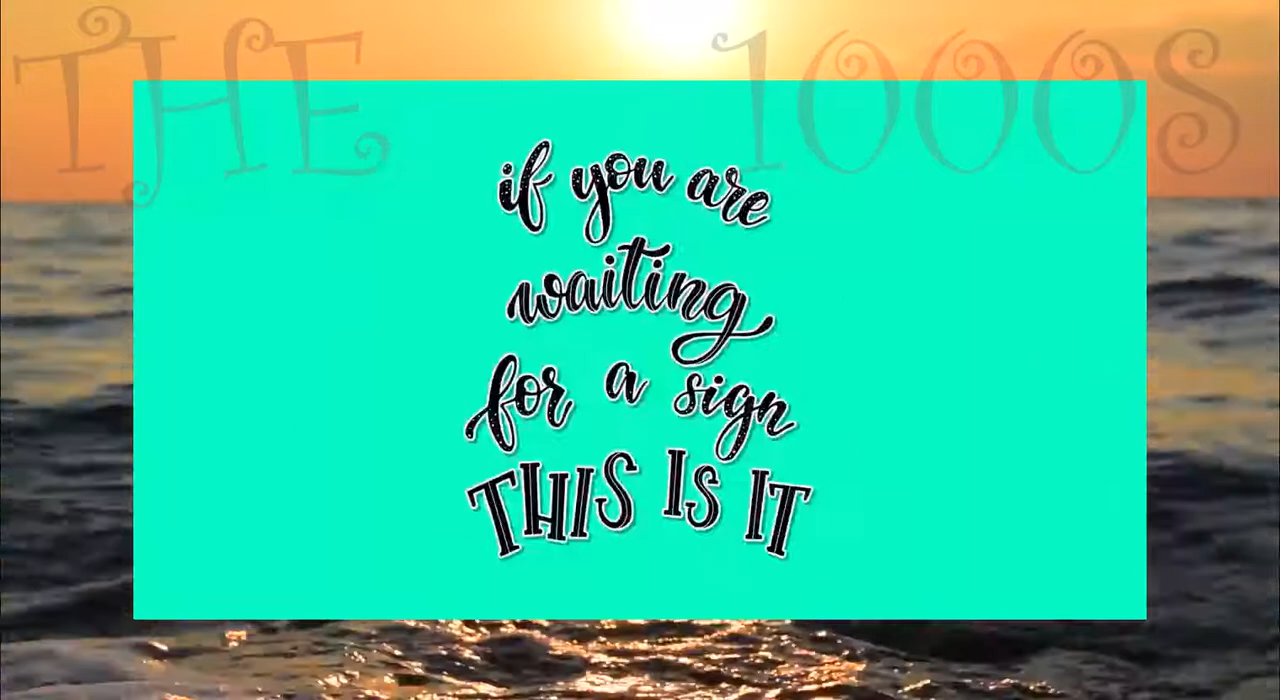 THE 1000S
if you are
waiting
for a sign
THIS IS IT